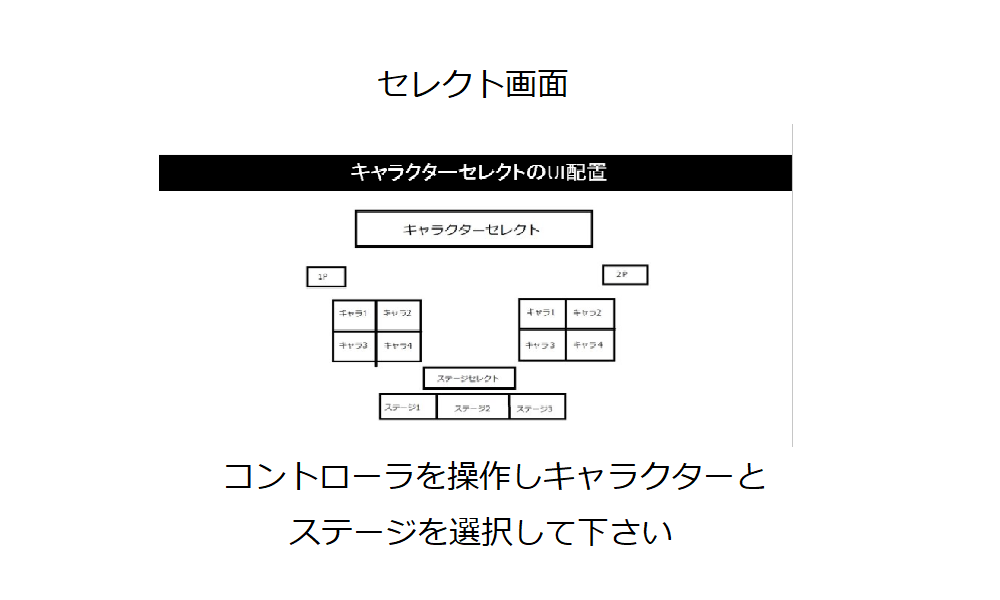 セレクト画面
キャラクターセレクトのUI配置
キャラクターセレクト
1P
2P
キャラ1 キャラ2
キャラ3 キャラ4
キャラ1 キャラ2
キャラ3 キャラ4
ステージセレクト
ステージ1 ステージ2 ステージ3
コントローラを操作しキャラクターと
ステージを選択して下さい